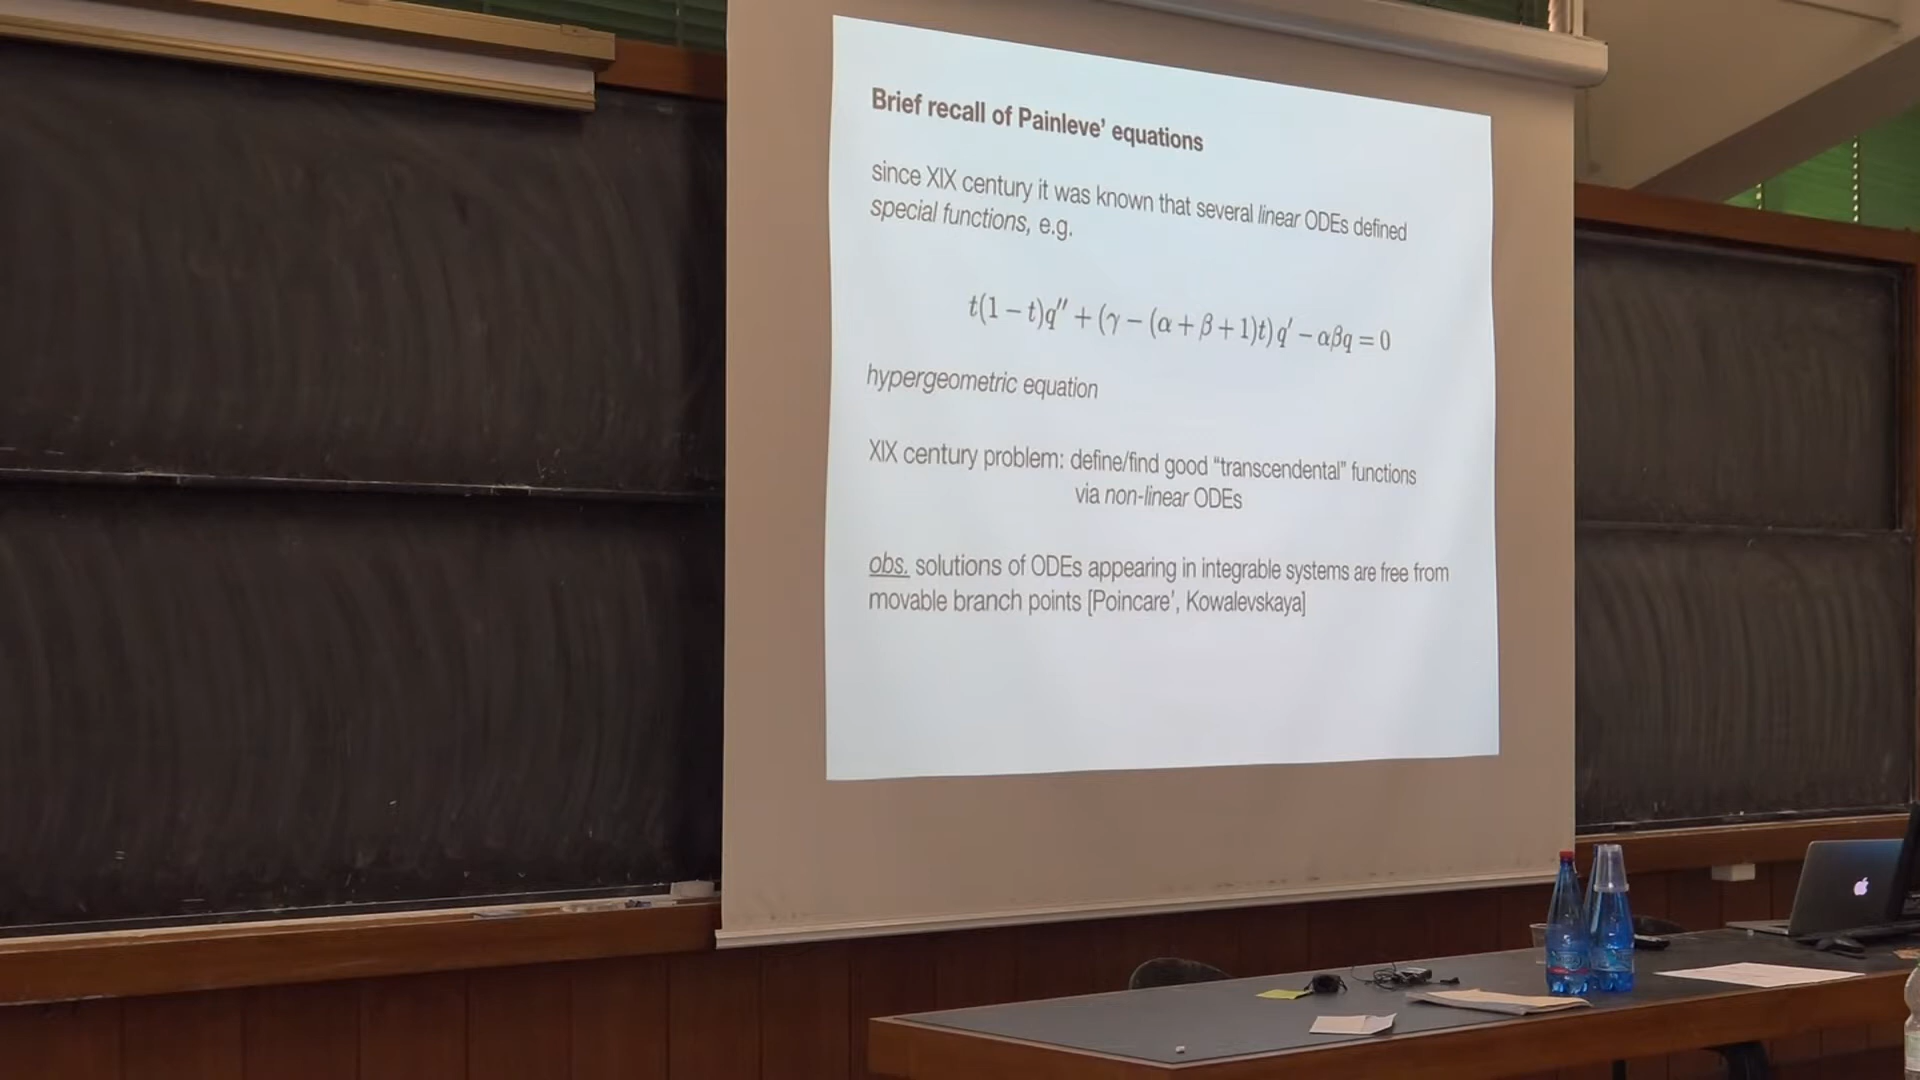 Brief recall of Painleve' equations
since XIX century it was known that several linear ODEs defined
special functions, e.g.
t(1 – t)q″ + (γ – (α + β + 1)t) q′ – αβq = 0
hypergeometric equation
XIX century problem: define/find good “transcendental” functions
via non-linear ODEs
obs. solutions of ODEs appearing in integrable systems are free from
movable branch points [Poincare', Kowalevskaya]